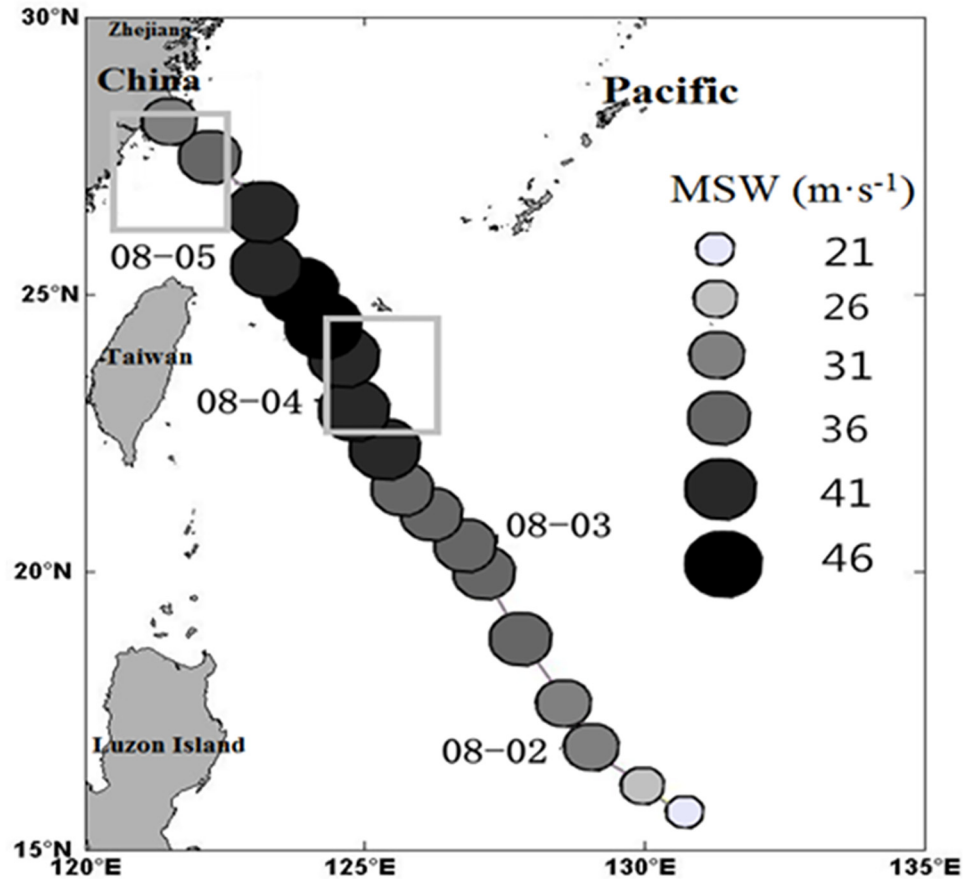 30°N
Zhejiang
China
Pacific
MSW (m·s⁻¹)
21
08-05
25°N
26
31
Taiwan
08-04
36
41
08-03
46
20°N
Luzon Island
08-02
15°N
120°E
125°E
130°E
135°E